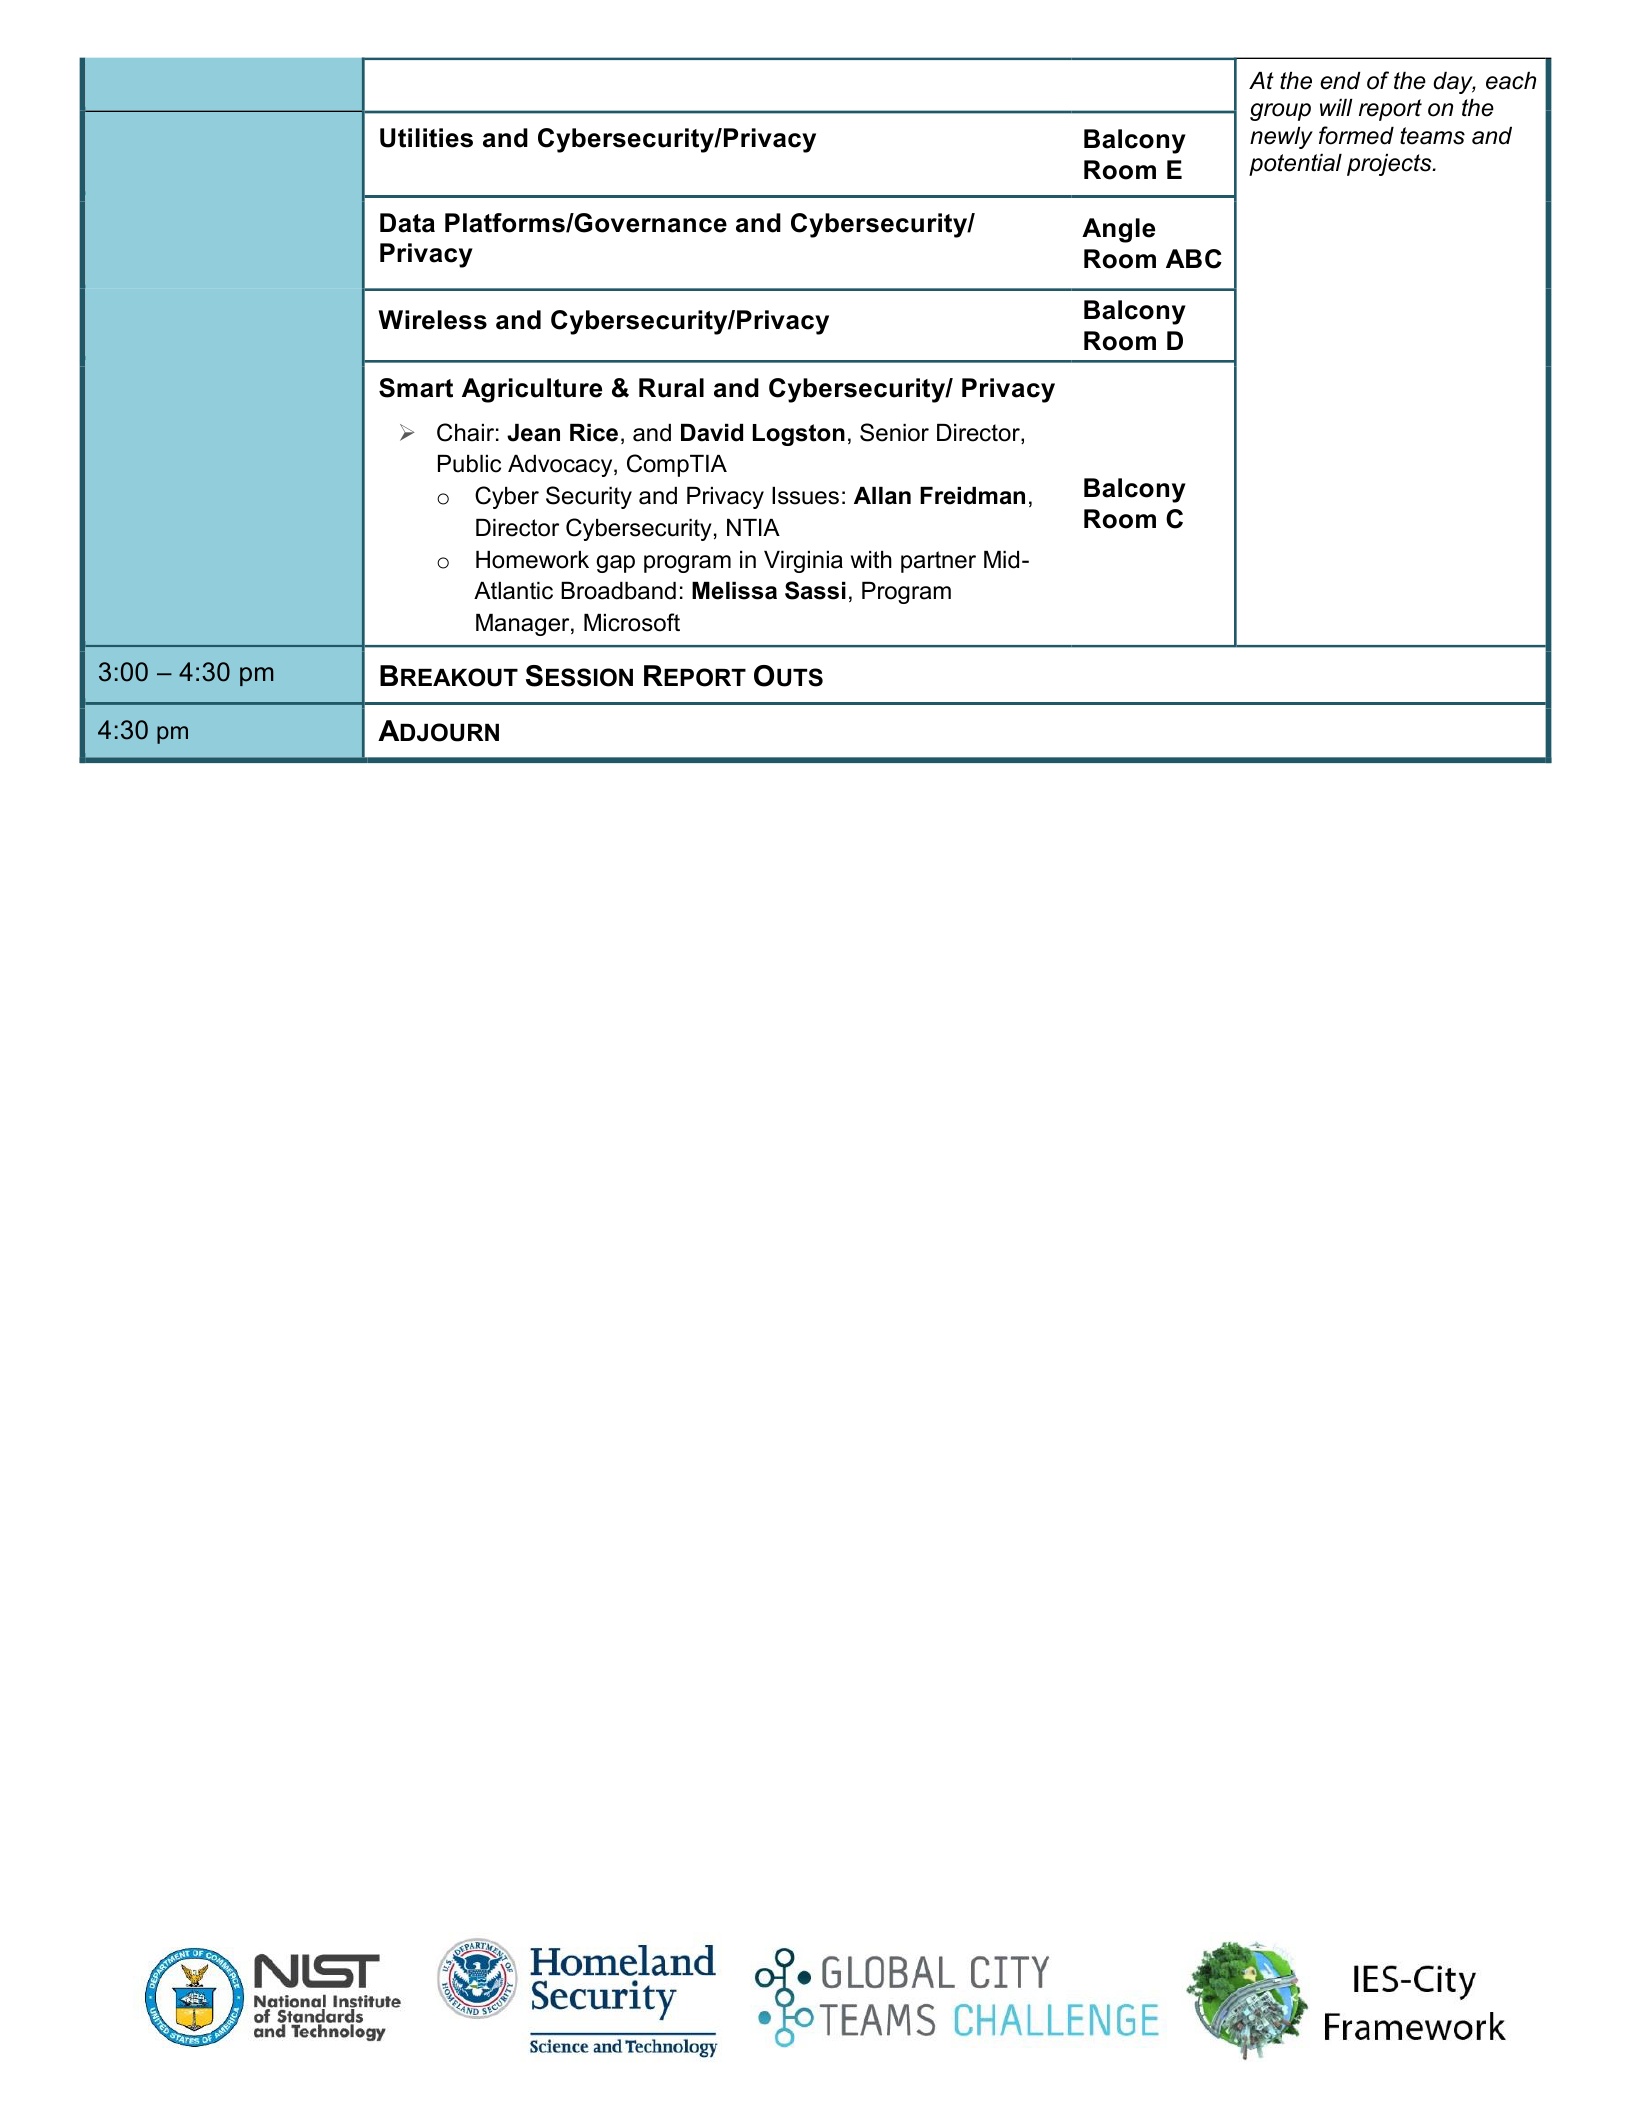 At the end of the day, each
group will report on the
newly formed teams and
potential projects.
Utilities and Cybersecurity/Privacy
Balcony
Room E
Data Platforms/Governance and Cybersecurity/
Privacy
Angle
Room ABC
Wireless and Cybersecurity/Privacy
Balcony
Room D
Smart Agriculture & Rural and Cybersecurity/ Privacy
➢ Chair: Jean Rice, and David Logston, Senior Director,
Public Advocacy, CompTIA
o Cyber Security and Privacy Issues: Allan Freidman,
Director Cybersecurity, NTIA
o Homework gap program in Virginia with partner Mid-
Atlantic Broadband: Melissa Sassi, Program
Manager, Microsoft
Balcony
Room C
3:00 – 4:30 pm
BREAKOUT SESSION REPORT OUTS
4:30 pm
ADJOURN
DEPARTMENT OF COMMERCE
UNITED STATES OF AMERICA
NIST
National Institute
of Standards
and Technology
U.S. DEPARTMENT OF
HOMELAND SECURITY
Homeland
Security
Science and Technology
GLOBAL CITY
TEAMS CHALLENGE
IES-City
Framework